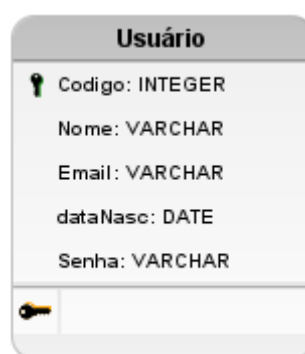 Usuário
Codigo: INTEGER
Nome: VARCHAR
Email: VARCHAR
dataNasc: DATE
Senha: VARCHAR